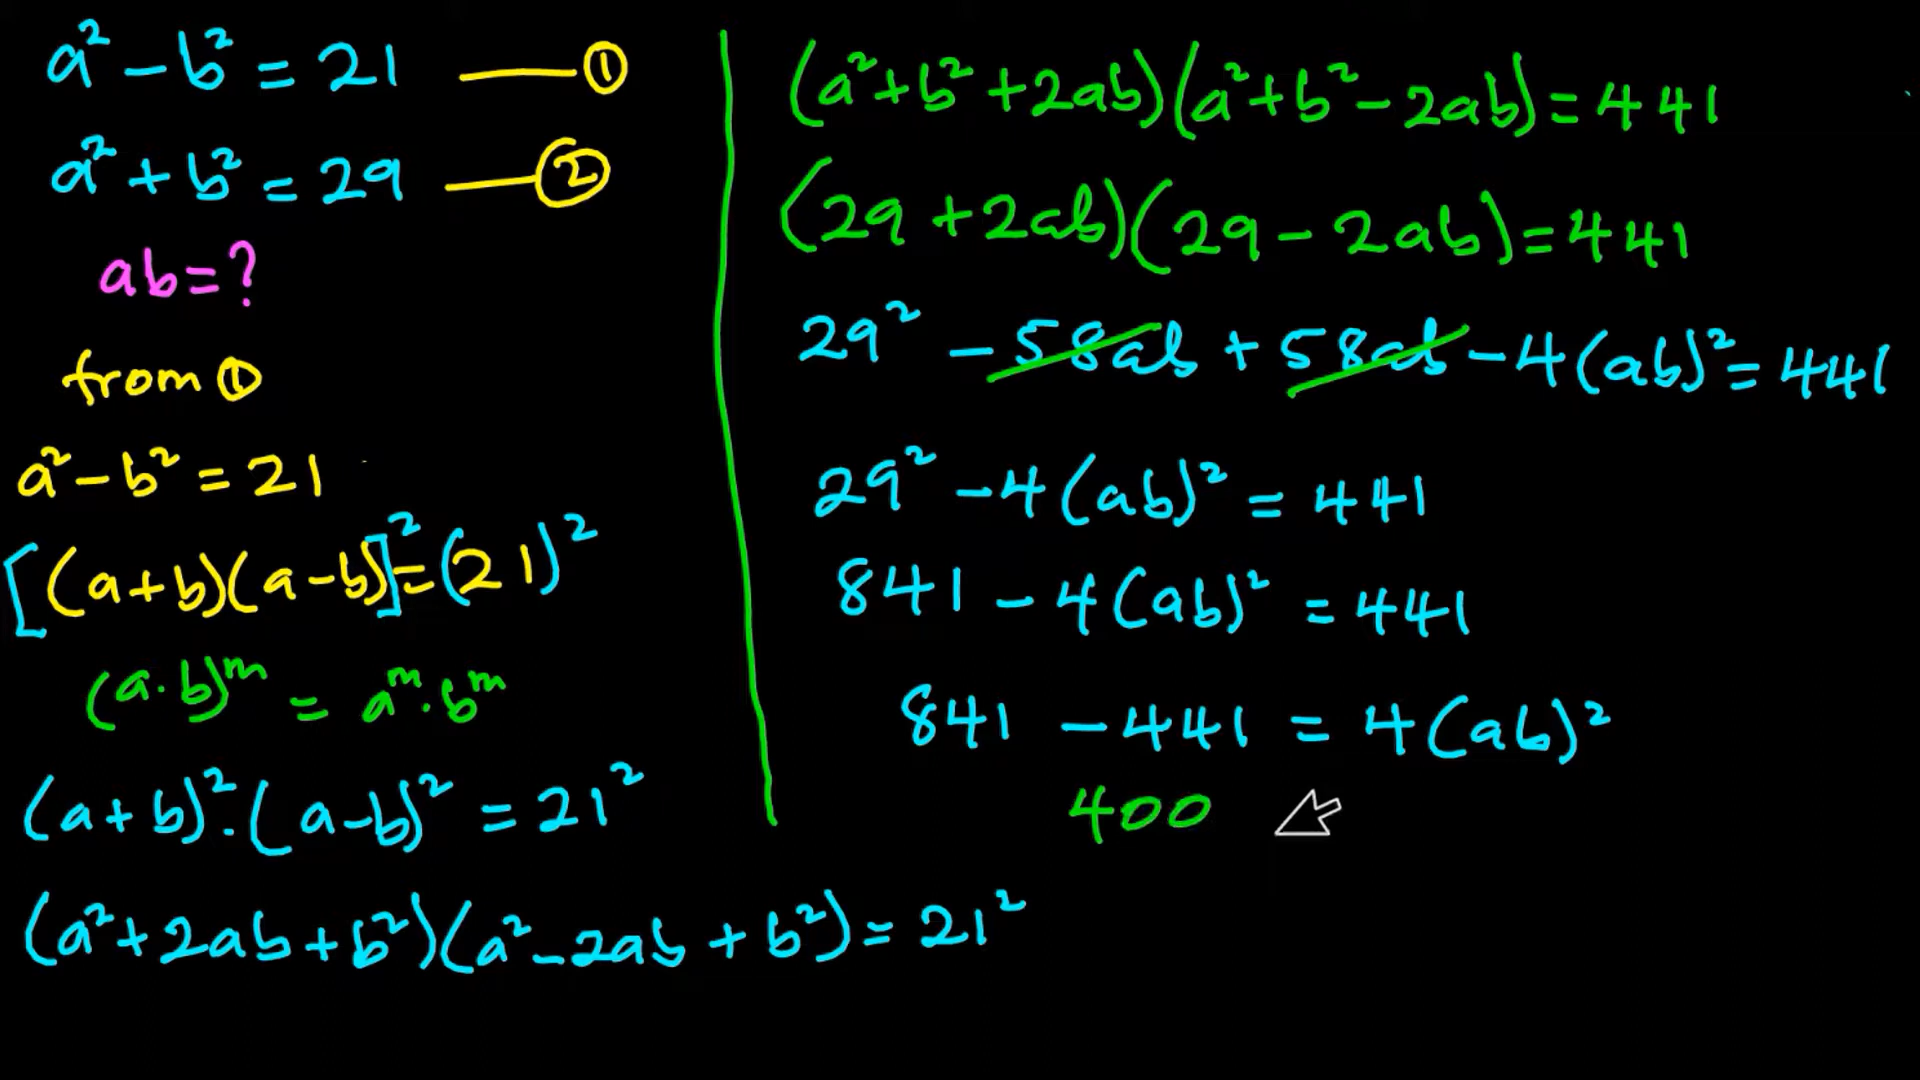 a² - b² = 21 —— ①
a² + b² = 29 —— ②
ab = ?
from ①
a² - b² = 21
[(a+b)(a-b)]² = (21)²
(a·b)ᵐ = aᵐ·bᵐ
(a+b)²·(a-b)² = 21²
(a²+2ab+b²)(a²-2ab+b²) = 21²
(a²+b²+2ab)(a²+b²-2ab) = 441
(29+2ab)(29-2ab) = 441
29² - 58ab + 58ab - 4(ab)² = 441
29² - 4(ab)² = 441
841 - 4(ab)² = 441
841 - 441 = 4(ab)²
400